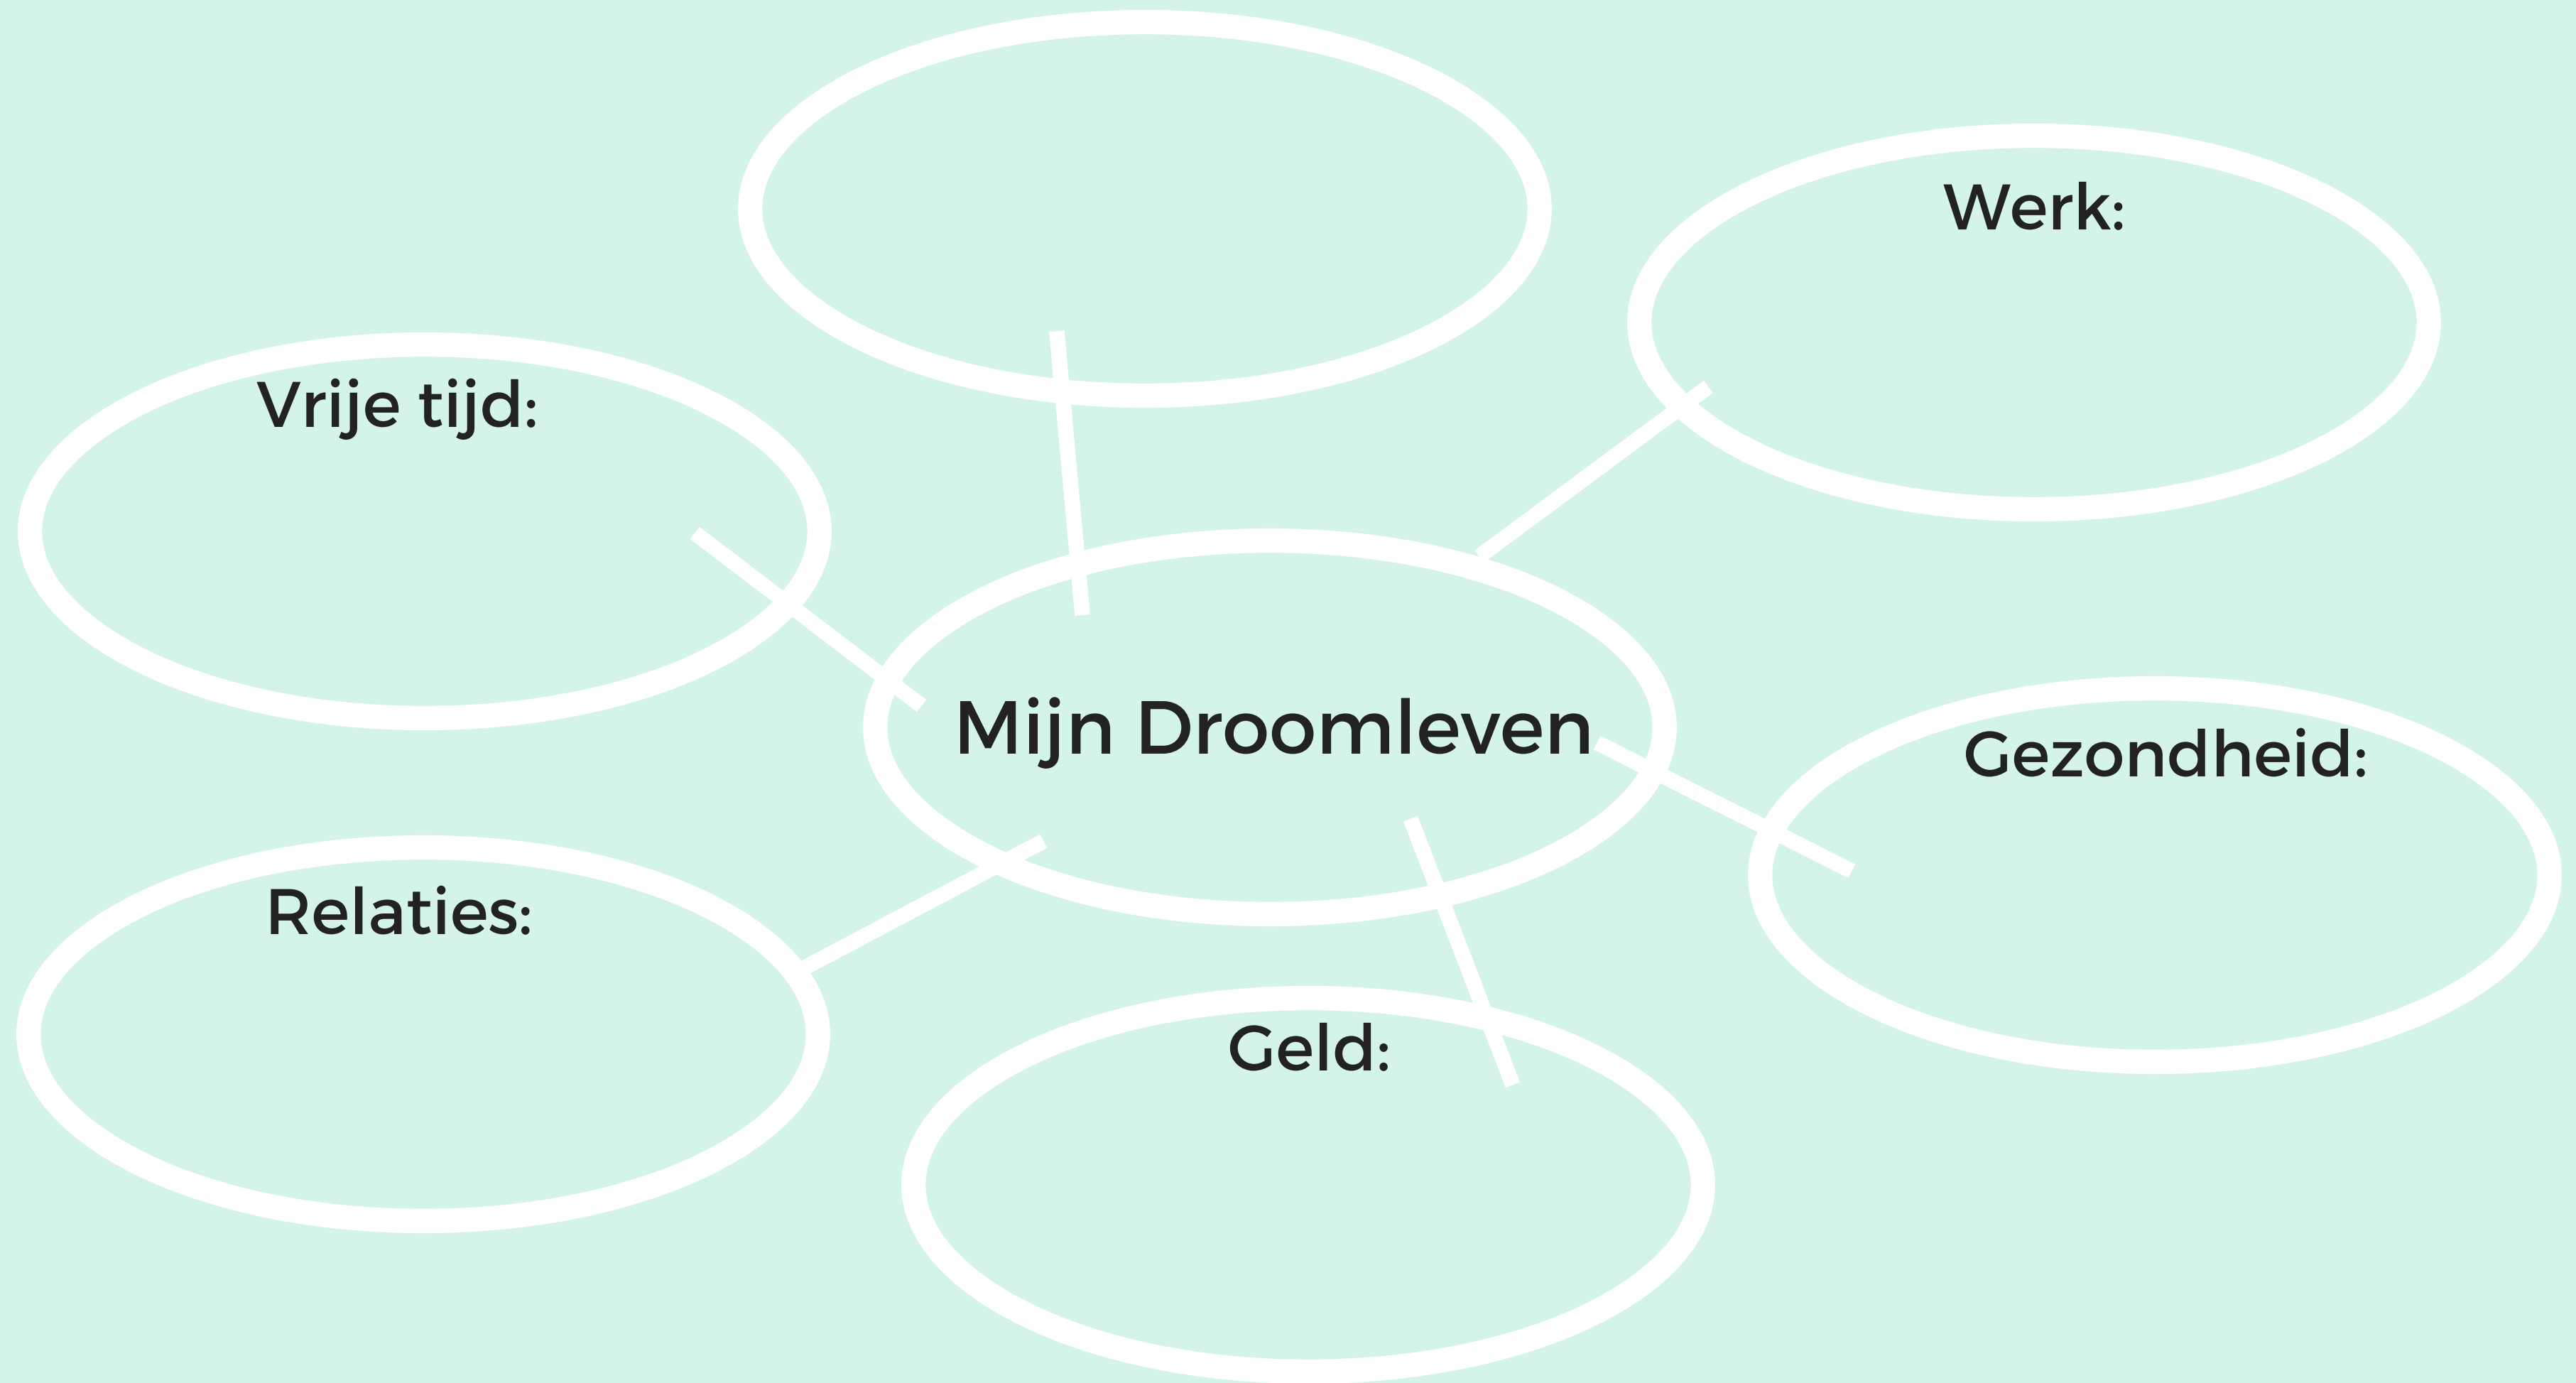 Werk:
Vrije tijd:
Mijn Droomleven
Gezondheid:
Relaties:
Geld: